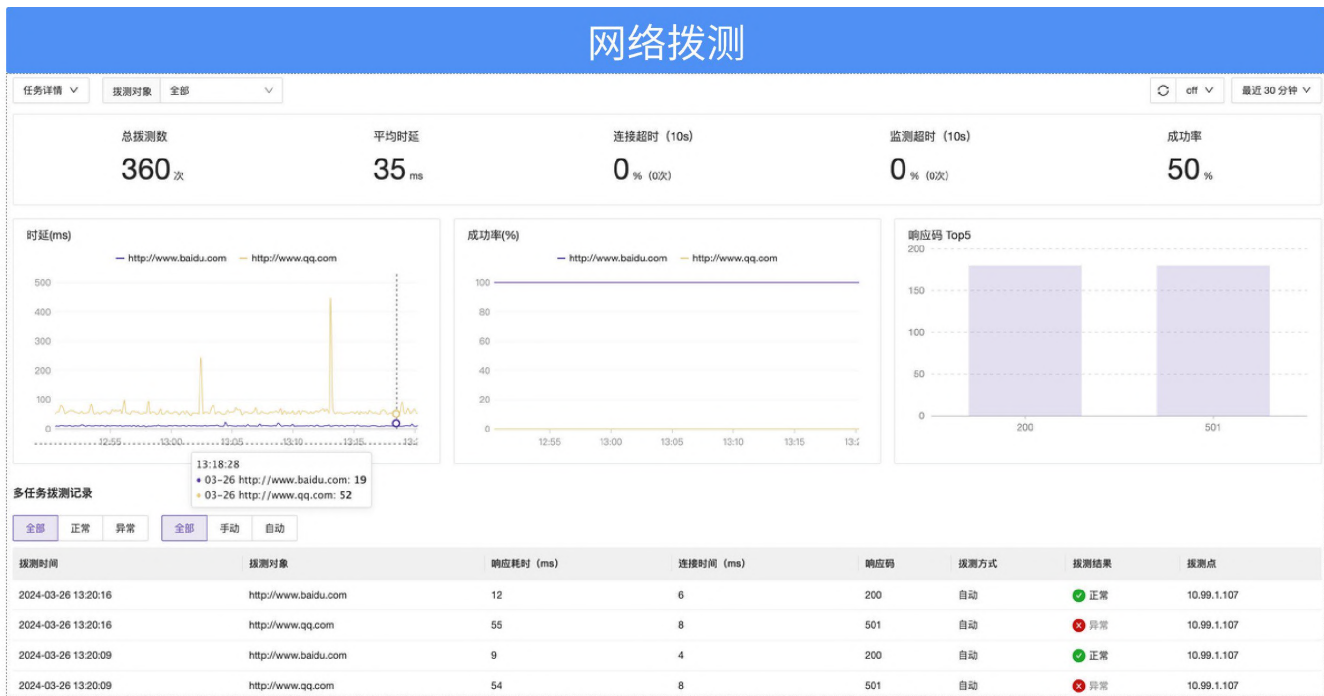 网络拨测
任务详情 拨测对象 全部 off 最近 30 分钟
总拨测数 平均时延 连接超时（10s） 监测超时（10s） 成功率
360 次 35 ms 0 %（0次） 0 %（0次） 50 %
时延(ms) 成功率(%) 响应码 Top5
http://www.baidu.com http://www.qq.com
500
400
300
200
100
0
12:55 13:00 13:05 13:10 13:15
13:18:28
03-26 http://www.baidu.com: 19
03-26 http://www.qq.com: 52
http://www.baidu.com http://www.qq.com
100
80
60
40
20
0
12:55 13:00 13:05 13:10 13:15
200
150
100
50
0
200 501
多任务拨测记录
全部 正常 异常 全部 手动 自动
拨测时间 拨测对象 响应耗时（ms） 连接时间（ms） 响应码 拨测方式 拨测结果 拨测点
2024-03-26 13:20:16 http://www.baidu.com 12 6 200 自动 正常 10.99.1.107
2024-03-26 13:20:16 http://www.qq.com 55 8 501 自动 异常 10.99.1.107
2024-03-26 13:20:09 http://www.baidu.com 9 4 200 自动 正常 10.99.1.107
2024-03-26 13:20:09 http://www.qq.com 54 8 501 自动 异常 10.99.1.107